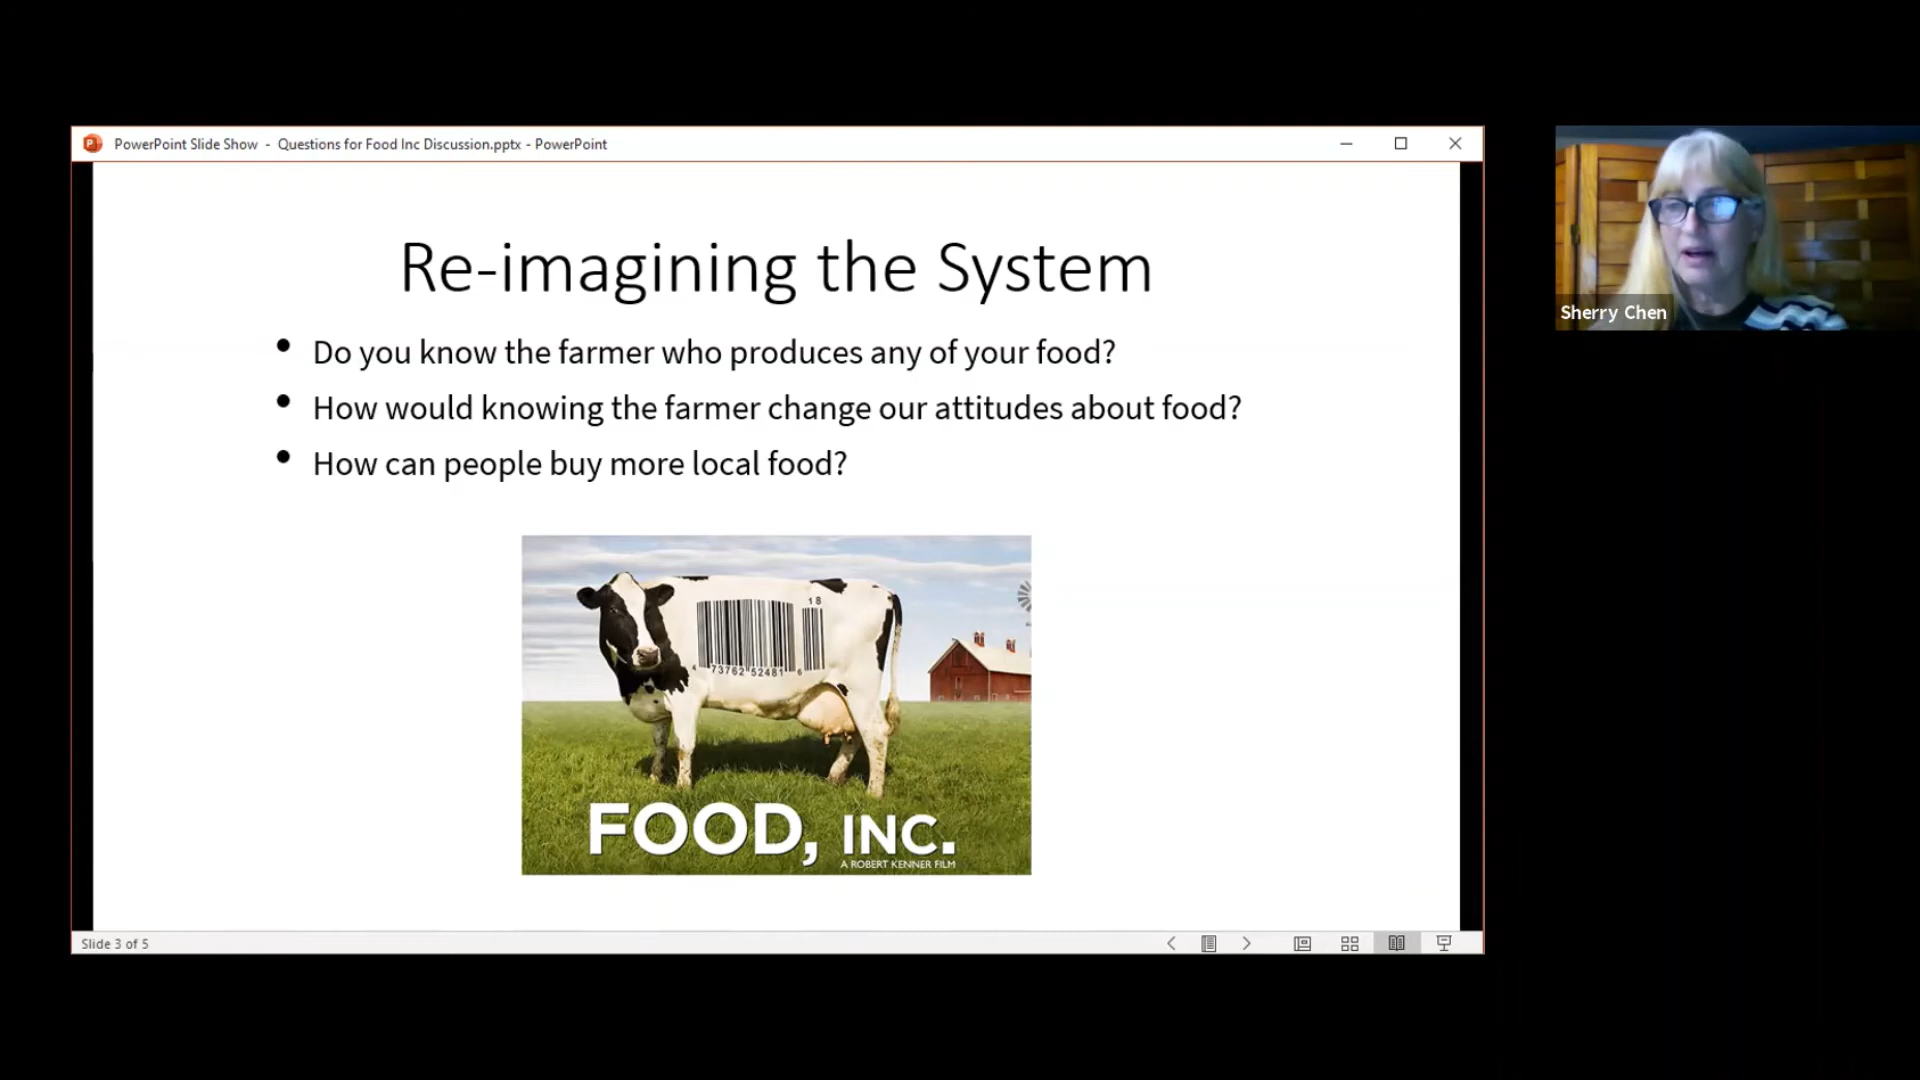 PowerPoint Slide Show - Questions for Food Inc Discussion.pptx - PowerPoint
Re-imagining the System
• Do you know the farmer who produces any of your food?
• How would knowing the farmer change our attitudes about food?
• How can people buy more local food?
18
4 73762 52481 6
FOOD, INC.
A ROBERT KENNER FILM
Slide 3 of 5
Sherry Chen